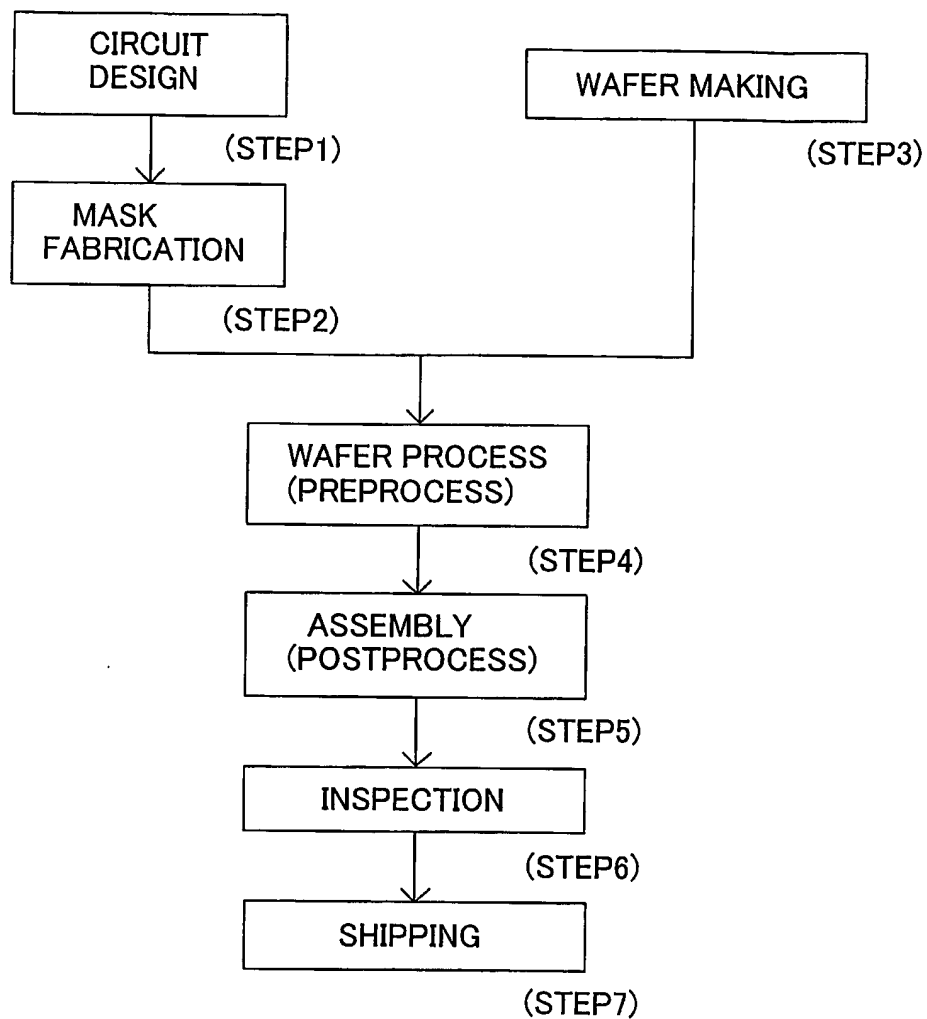 CIRCUIT
DESIGN
(STEP1)
WAFER MAKING
(STEP3)
MASK
FABRICATION
(STEP2)
WAFER PROCESS
(PREPROCESS)
(STEP4)
ASSEMBLY
(POSTPROCESS)
(STEP5)
INSPECTION
(STEP6)
SHIPPING
(STEP7)